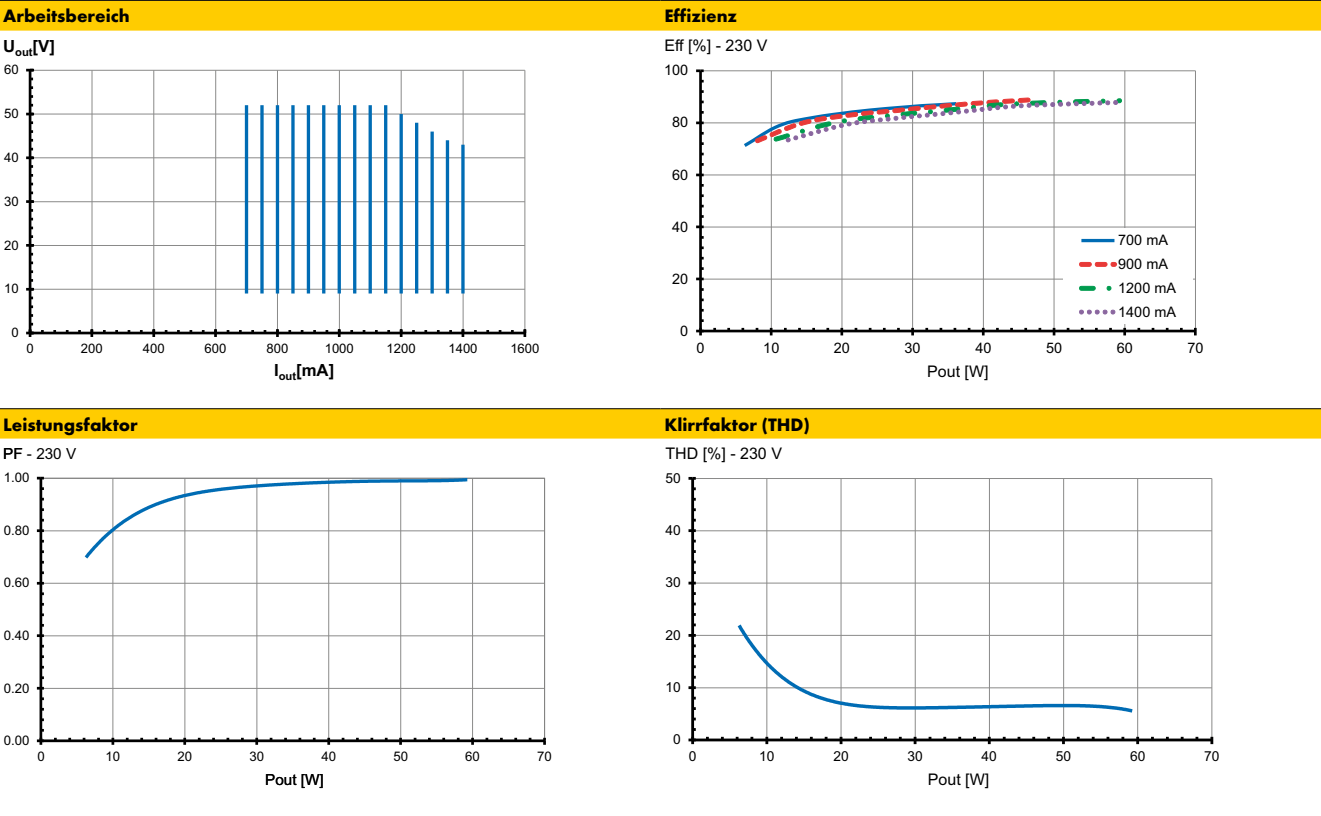 Arbeitsbereich
U_out[V]
60
50
40
30
20
10
0
0 200 400 600 800 1000 1200 1400 1600
I_out[mA]
Effizienz
Eff [%] - 230 V
100
80
60
40
20
0
700 mA
900 mA
1200 mA
1400 mA
0 10 20 30 40 50 60 70
Pout [W]
Leistungsfaktor
PF - 230 V
1.00
0.80
0.60
0.40
0.20
0.00
0 10 20 30 40 50 60 70
Pout [W]
Klirrfaktor (THD)
THD [%] - 230 V
50
40
30
20
10
0
0 10 20 30 40 50 60 70
Pout [W]